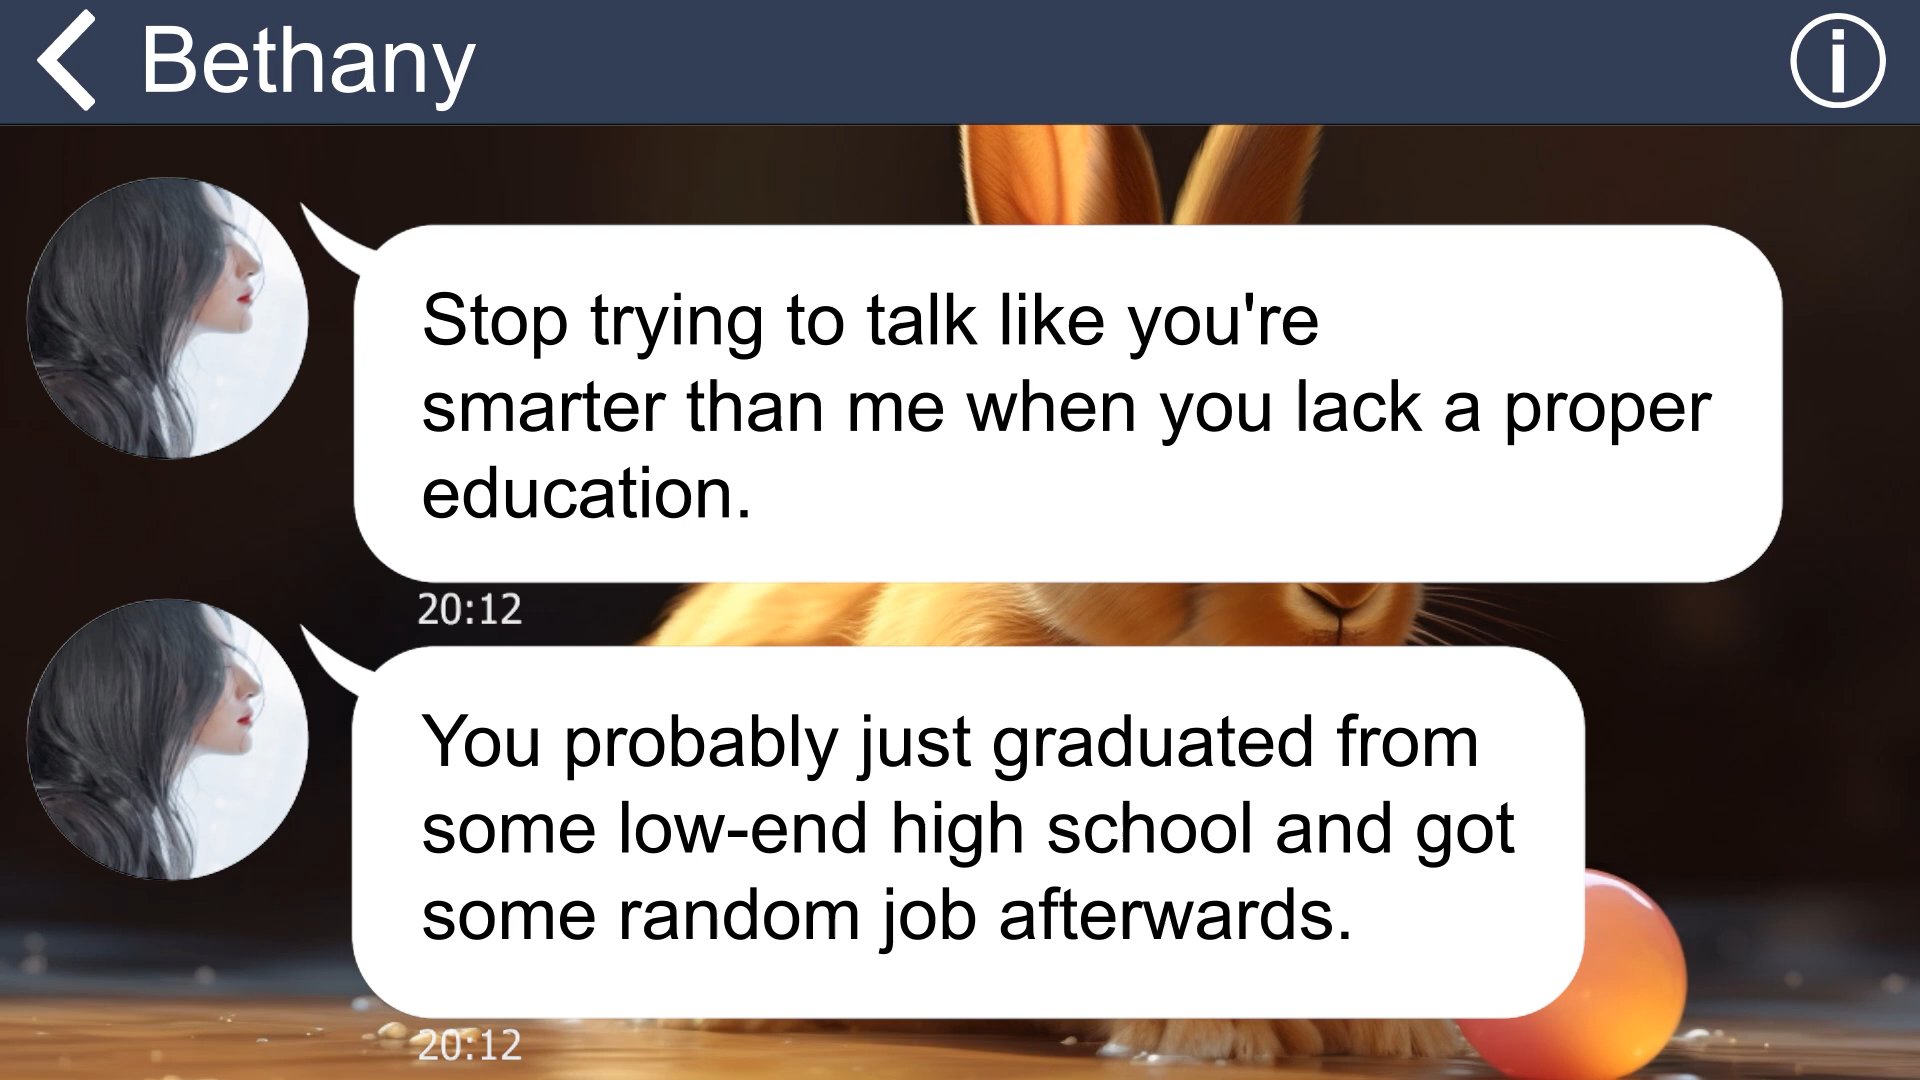 Bethany
Stop trying to talk like you're
smarter than me when you lack a proper
education.
20:12
You probably just graduated from
some low-end high school and got
some random job afterwards.
20:12